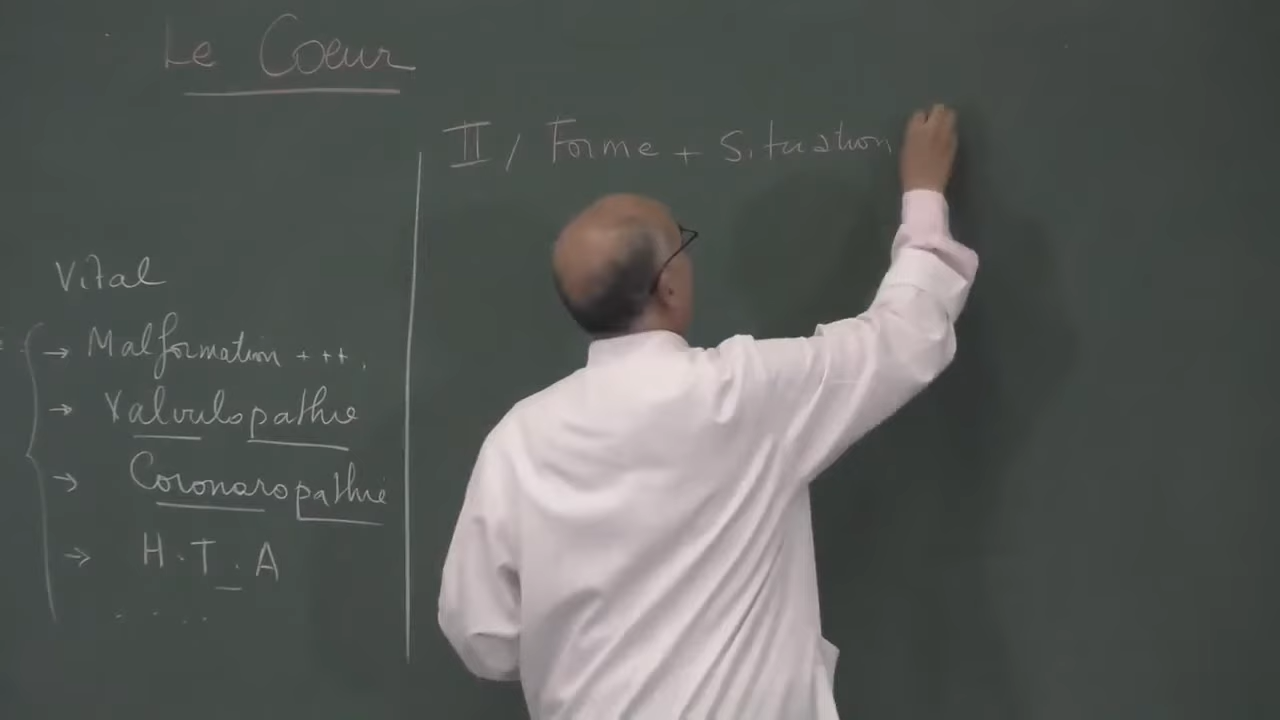 Le Coeur
Vital
→ Malformation +++.
→ Valvulopathie
→ Coronaropathie
→ H.T.A
....
II/ Forme + Situation